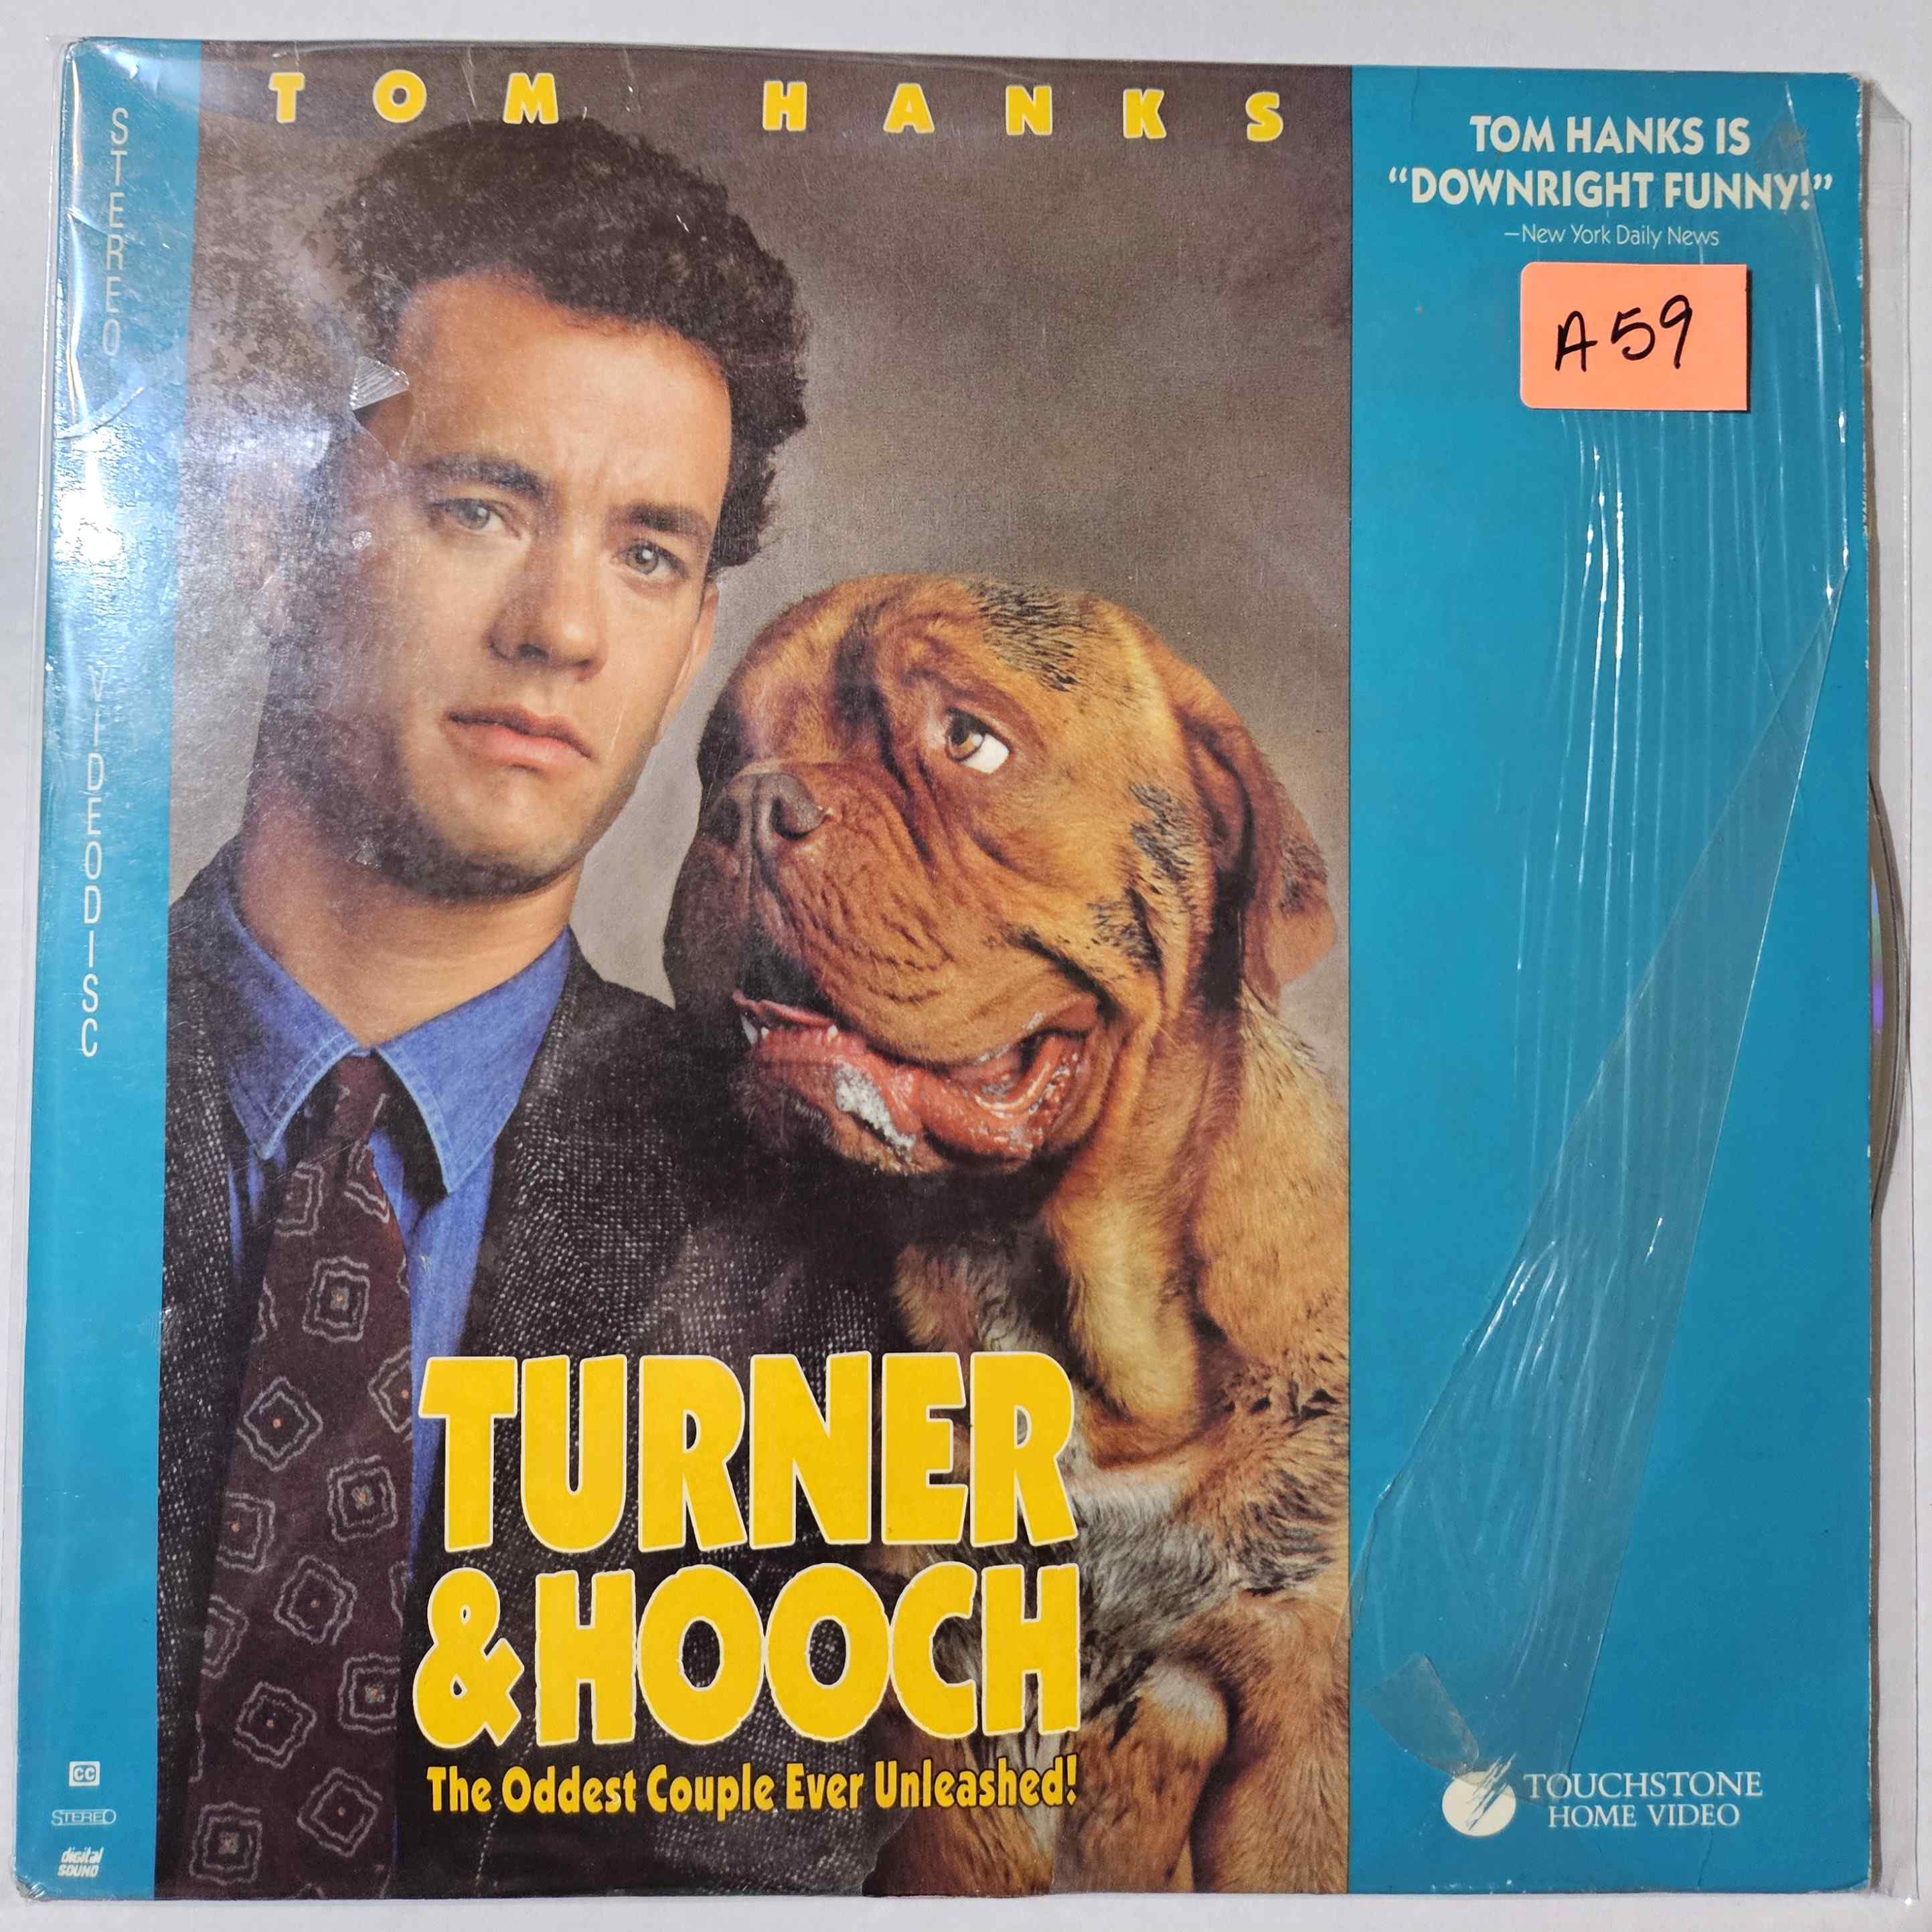 TOM HANKS
STEREO VIDEODISC
TOM HANKS IS
“DOWNRIGHT FUNNY!”
—New York Daily News
A59
TURNER
& HOOCH
The Oddest Couple Ever Unleashed!
CC
STEREO
digital
SOUND
TOUCHSTONE
HOME VIDEO